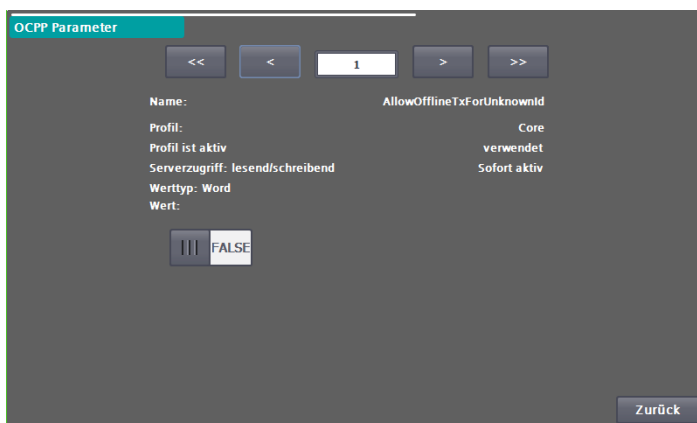 OCPP Parameter
<< < 1 > >>
Name: AllowOfflineTxForUnknownId
Profil: Core
Profil ist aktiv verwendet
Serverzugriff: lesend/schreibend Sofort aktiv
Werttyp: Word
Wert:
FALSE
Zurück